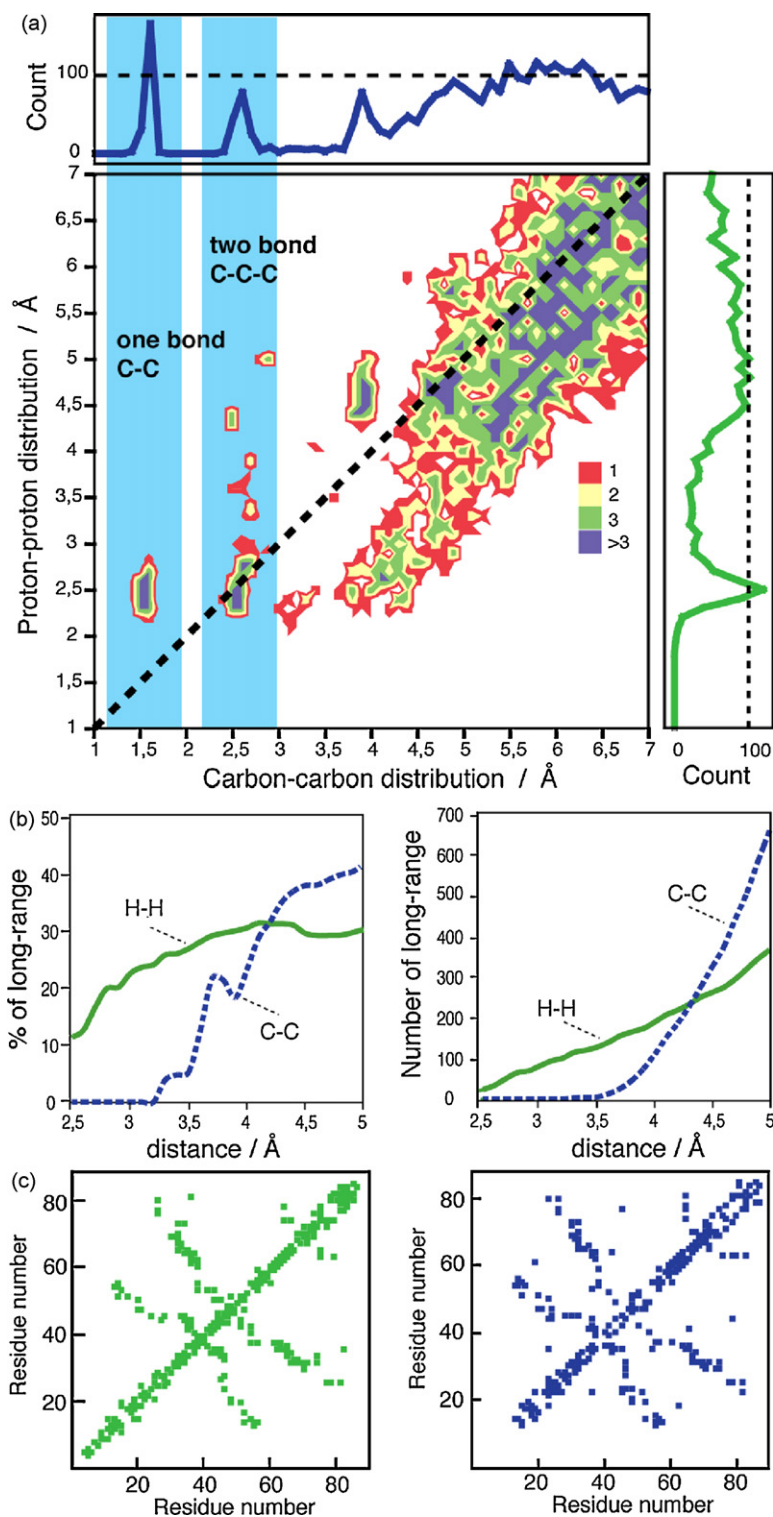 (a)
Count
100
0
7
6,5
6
5,5
5
4,5
4
3,5
3
2,5
2
1,5
1
Proton-proton distribution / Å
two bond
C-C-C
one bond
C-C
1
2
3
>3
1 1,5 2 2,5 3 3,5 4 4,5 5 5,5 6 6,5 7
Carbon-carbon distribution / Å
0 100
Count
(b)
50
40
30
20
10
0
% of long-range
H-H
C-C
2,5 3 3,5 4 4,5 5
distance / Å
700
600
500
400
300
200
100
0
Number of long-range
C-C
H-H
2,5 3 3,5 4 4,5 5
distance / Å
(c)
80
60
40
20
Residue number
20 40 60 80
Residue number
80
60
40
20
Residue number
20 40 60 80
Residue number